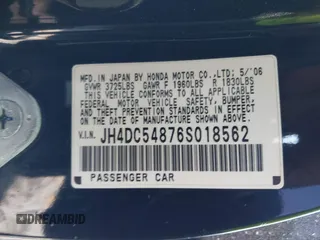 MFD. IN JAPAN BY HONDA MOTOR CO., LTD. 5/'06
GVWR 3725LBS GAWR F 1960LBS R 1830LBS
THIS VEHICLE CONFORMS TO ALL APPLICABLE
FEDERAL MOTOR VEHICLE SAFETY, BUMPER,
AND THEFT PREVENTION STANDARDS IN EFFECT
ON THE DATE OF MANUFACTURE SHOWN ABOVE.
V.I.N. JH4DC54876S018562
PASSENGER CAR
DREAMBID